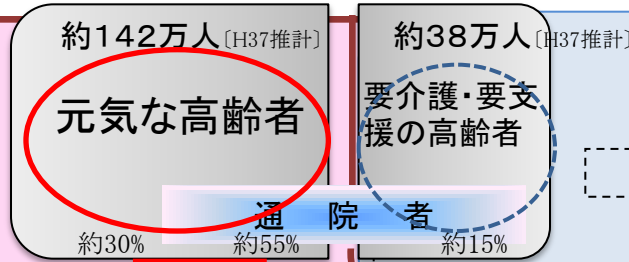 約142万人〔H37推計〕
元気な高齢者
約38万人〔H37推計〕
要介護・要支
援の高齢者
通院者
約30%
約55%
約15%